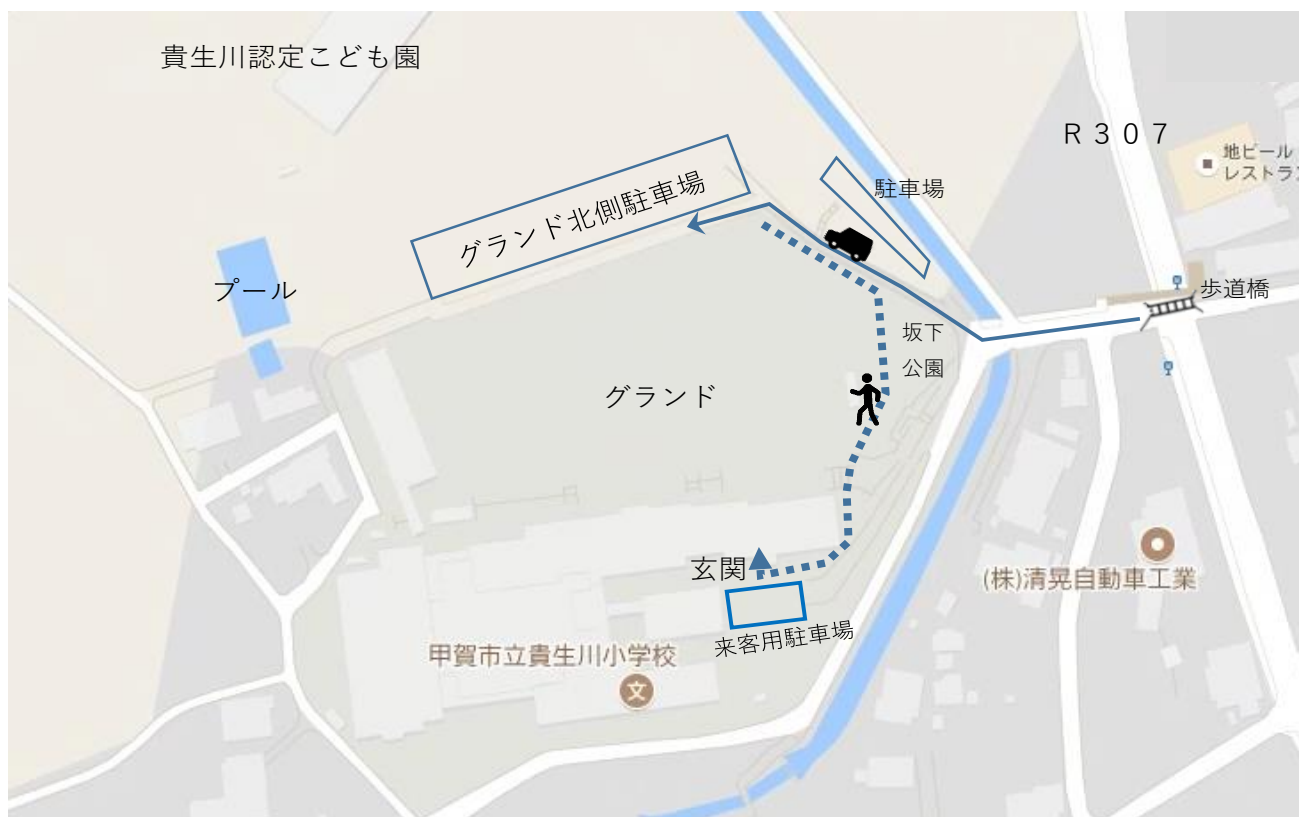 貴生川認定こども園
R307
地ビール
レストラン
グランド北側駐車場
駐車場
プール
歩道橋
坂下
公園
グランド
玄関
(株)清晃自動車工業
来客用駐車場
甲賀市立貴生川小学校
文